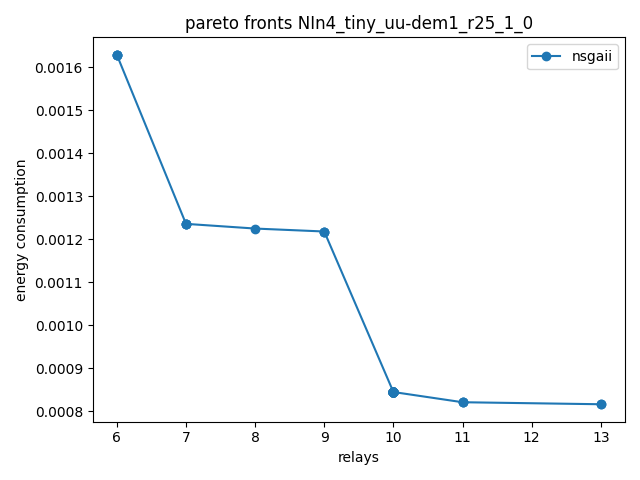 pareto fronts NIn4_tiny_uu-dem1_r25_1_0
nsgaii
energy consumption
0.0016
0.0015
0.0014
0.0013
0.0012
0.0011
0.0010
0.0009
0.0008
6 7 8 9 10 11 12 13
relays